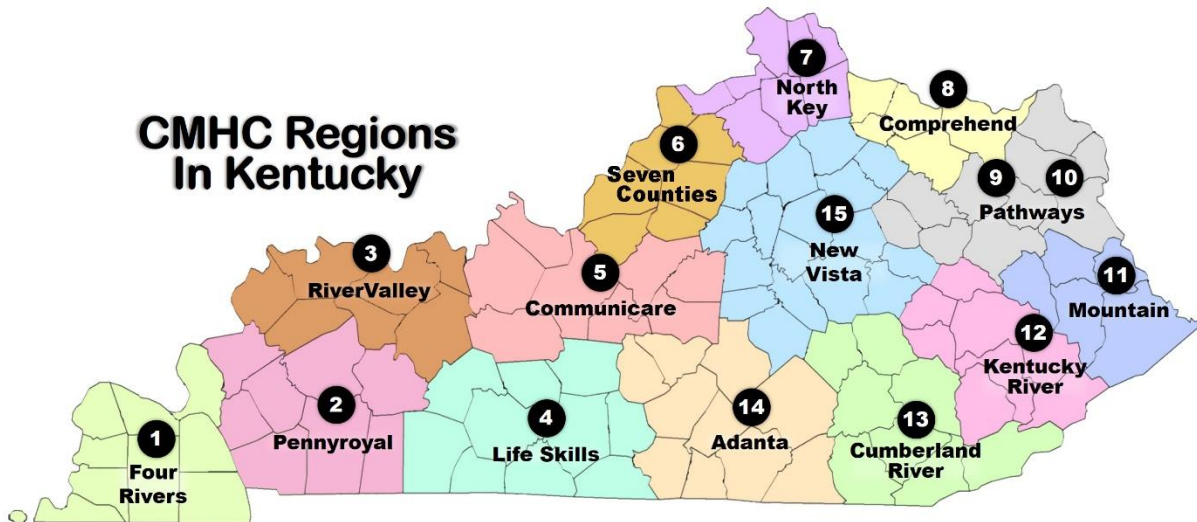 CMHC Regions
In Kentucky
1
Four
Rivers
2
Pennyroyal
3
RiverValley
4
Life Skills
5
Communicare
6
Seven
Counties
7
North
Key
8
Comprehend
9
10
Pathways
11
Mountain
12
Kentucky
River
13
Cumberland
River
14
Adanta
15
New
Vista